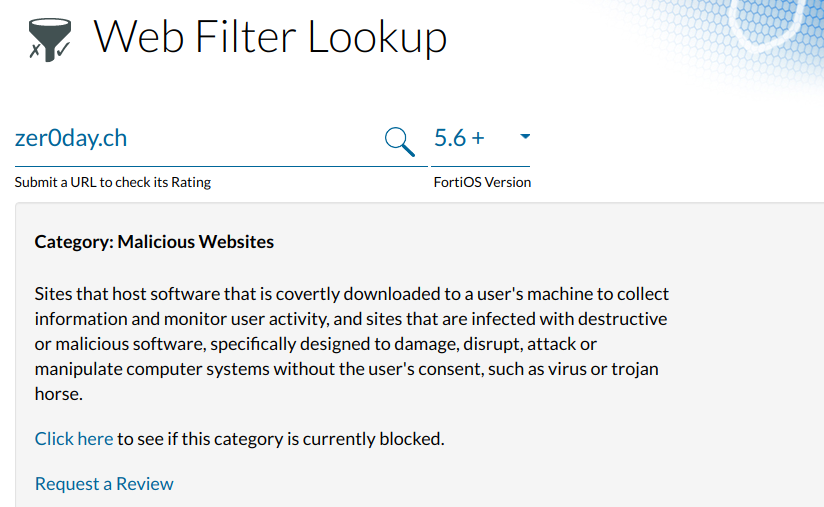 Web Filter Lookup
zer0day.ch
5.6 +
Submit a URL to check its Rating
FortiOS Version
Category: Malicious Websites
Sites that host software that is covertly downloaded to a user's machine to collect
information and monitor user activity, and sites that are infected with destructive
or malicious software, specifically designed to damage, disrupt, attack or
manipulate computer systems without the user's consent, such as virus or trojan
horse.
Click here to see if this category is currently blocked.
Request a Review